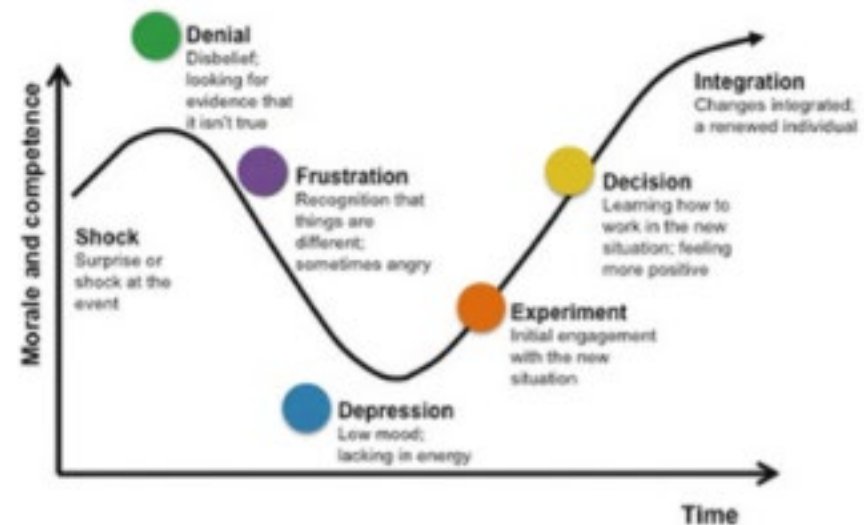 Denial
Disbelief;
looking for
evidence that
it isn't true
Frustration
Recognition that
things are
different;
sometimes angry
Shock
Surprise or
shock at the
event
Depression
Low mood;
lacking in energy
Experiment
Initial engagement
with the new
situation
Decision
Learning how to
work in the new
situation; feeling
more positive
Integration
Changes integrated;
a renewed individual
Morale and competence
Time